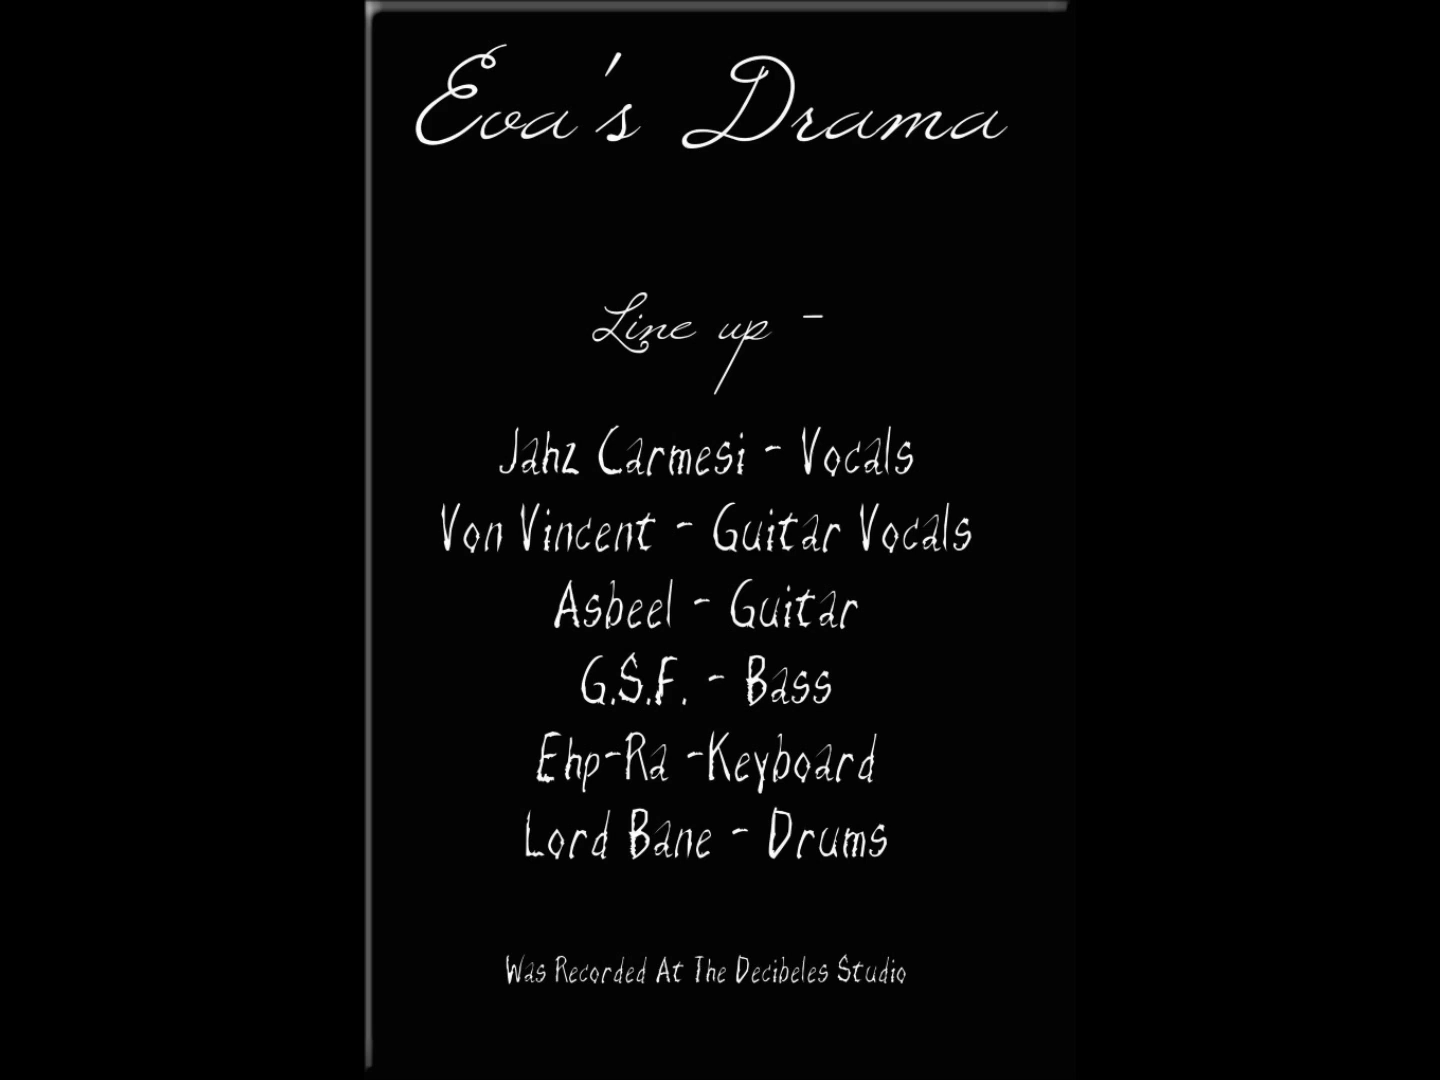 Eva's Drama
Line up -
Jahz Carmesi - Vocals
Von Vincent - Guitar Vocals
Asbeel - Guitar
G.S.F. - Bass
Ehp-Ra -Keyboard
Lord Bane - Drums
Was Recorded At The Decibeles Studio